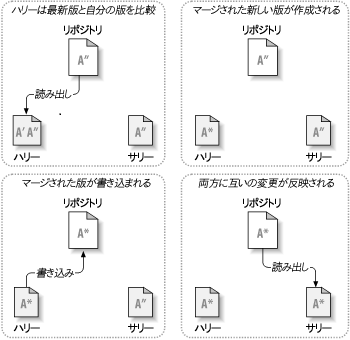 ハリーは最新版と自分の版を比較
リポジトリ
A"
読み出し
A' A"
A"
ハリー
サリー
マージされた新しい版が作成される
リポジトリ
A"
A*
A"
ハリー
サリー
マージされた版が書き込まれる
リポジトリ
A*
書き込み
A*
A"
ハリー
サリー
両方に互いの変更が反映される
リポジトリ
A*
読み出し
A*
A*
ハリー
サリー